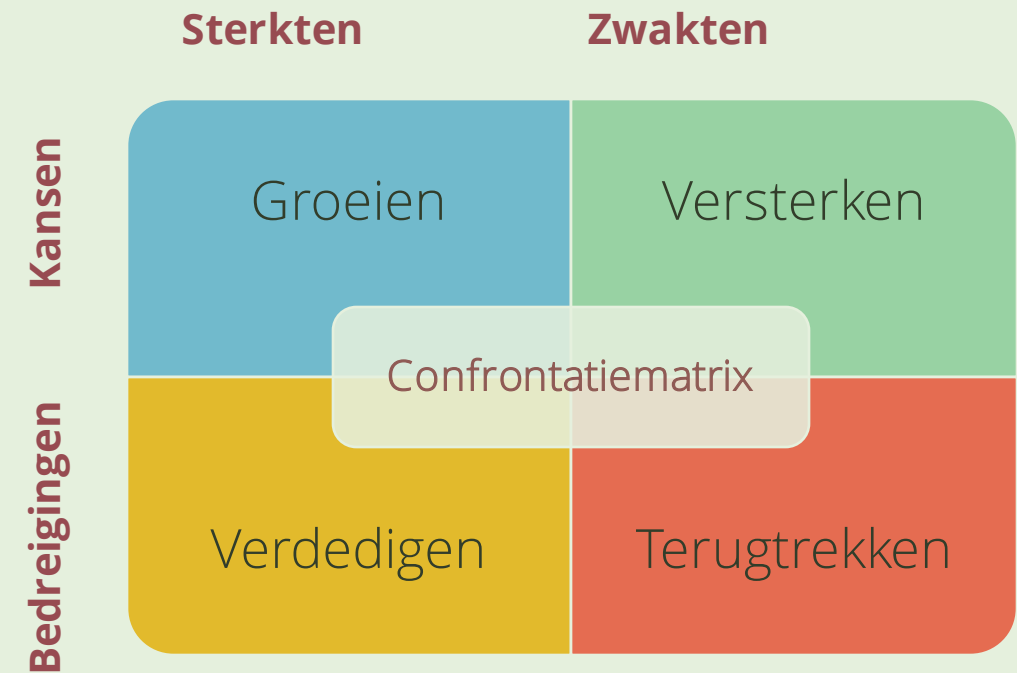 Sterkten Zwakten
Kansen
Groeien Versterken
Confrontatiematrix
Bedreigingen
Verdedigen Terugtrekken